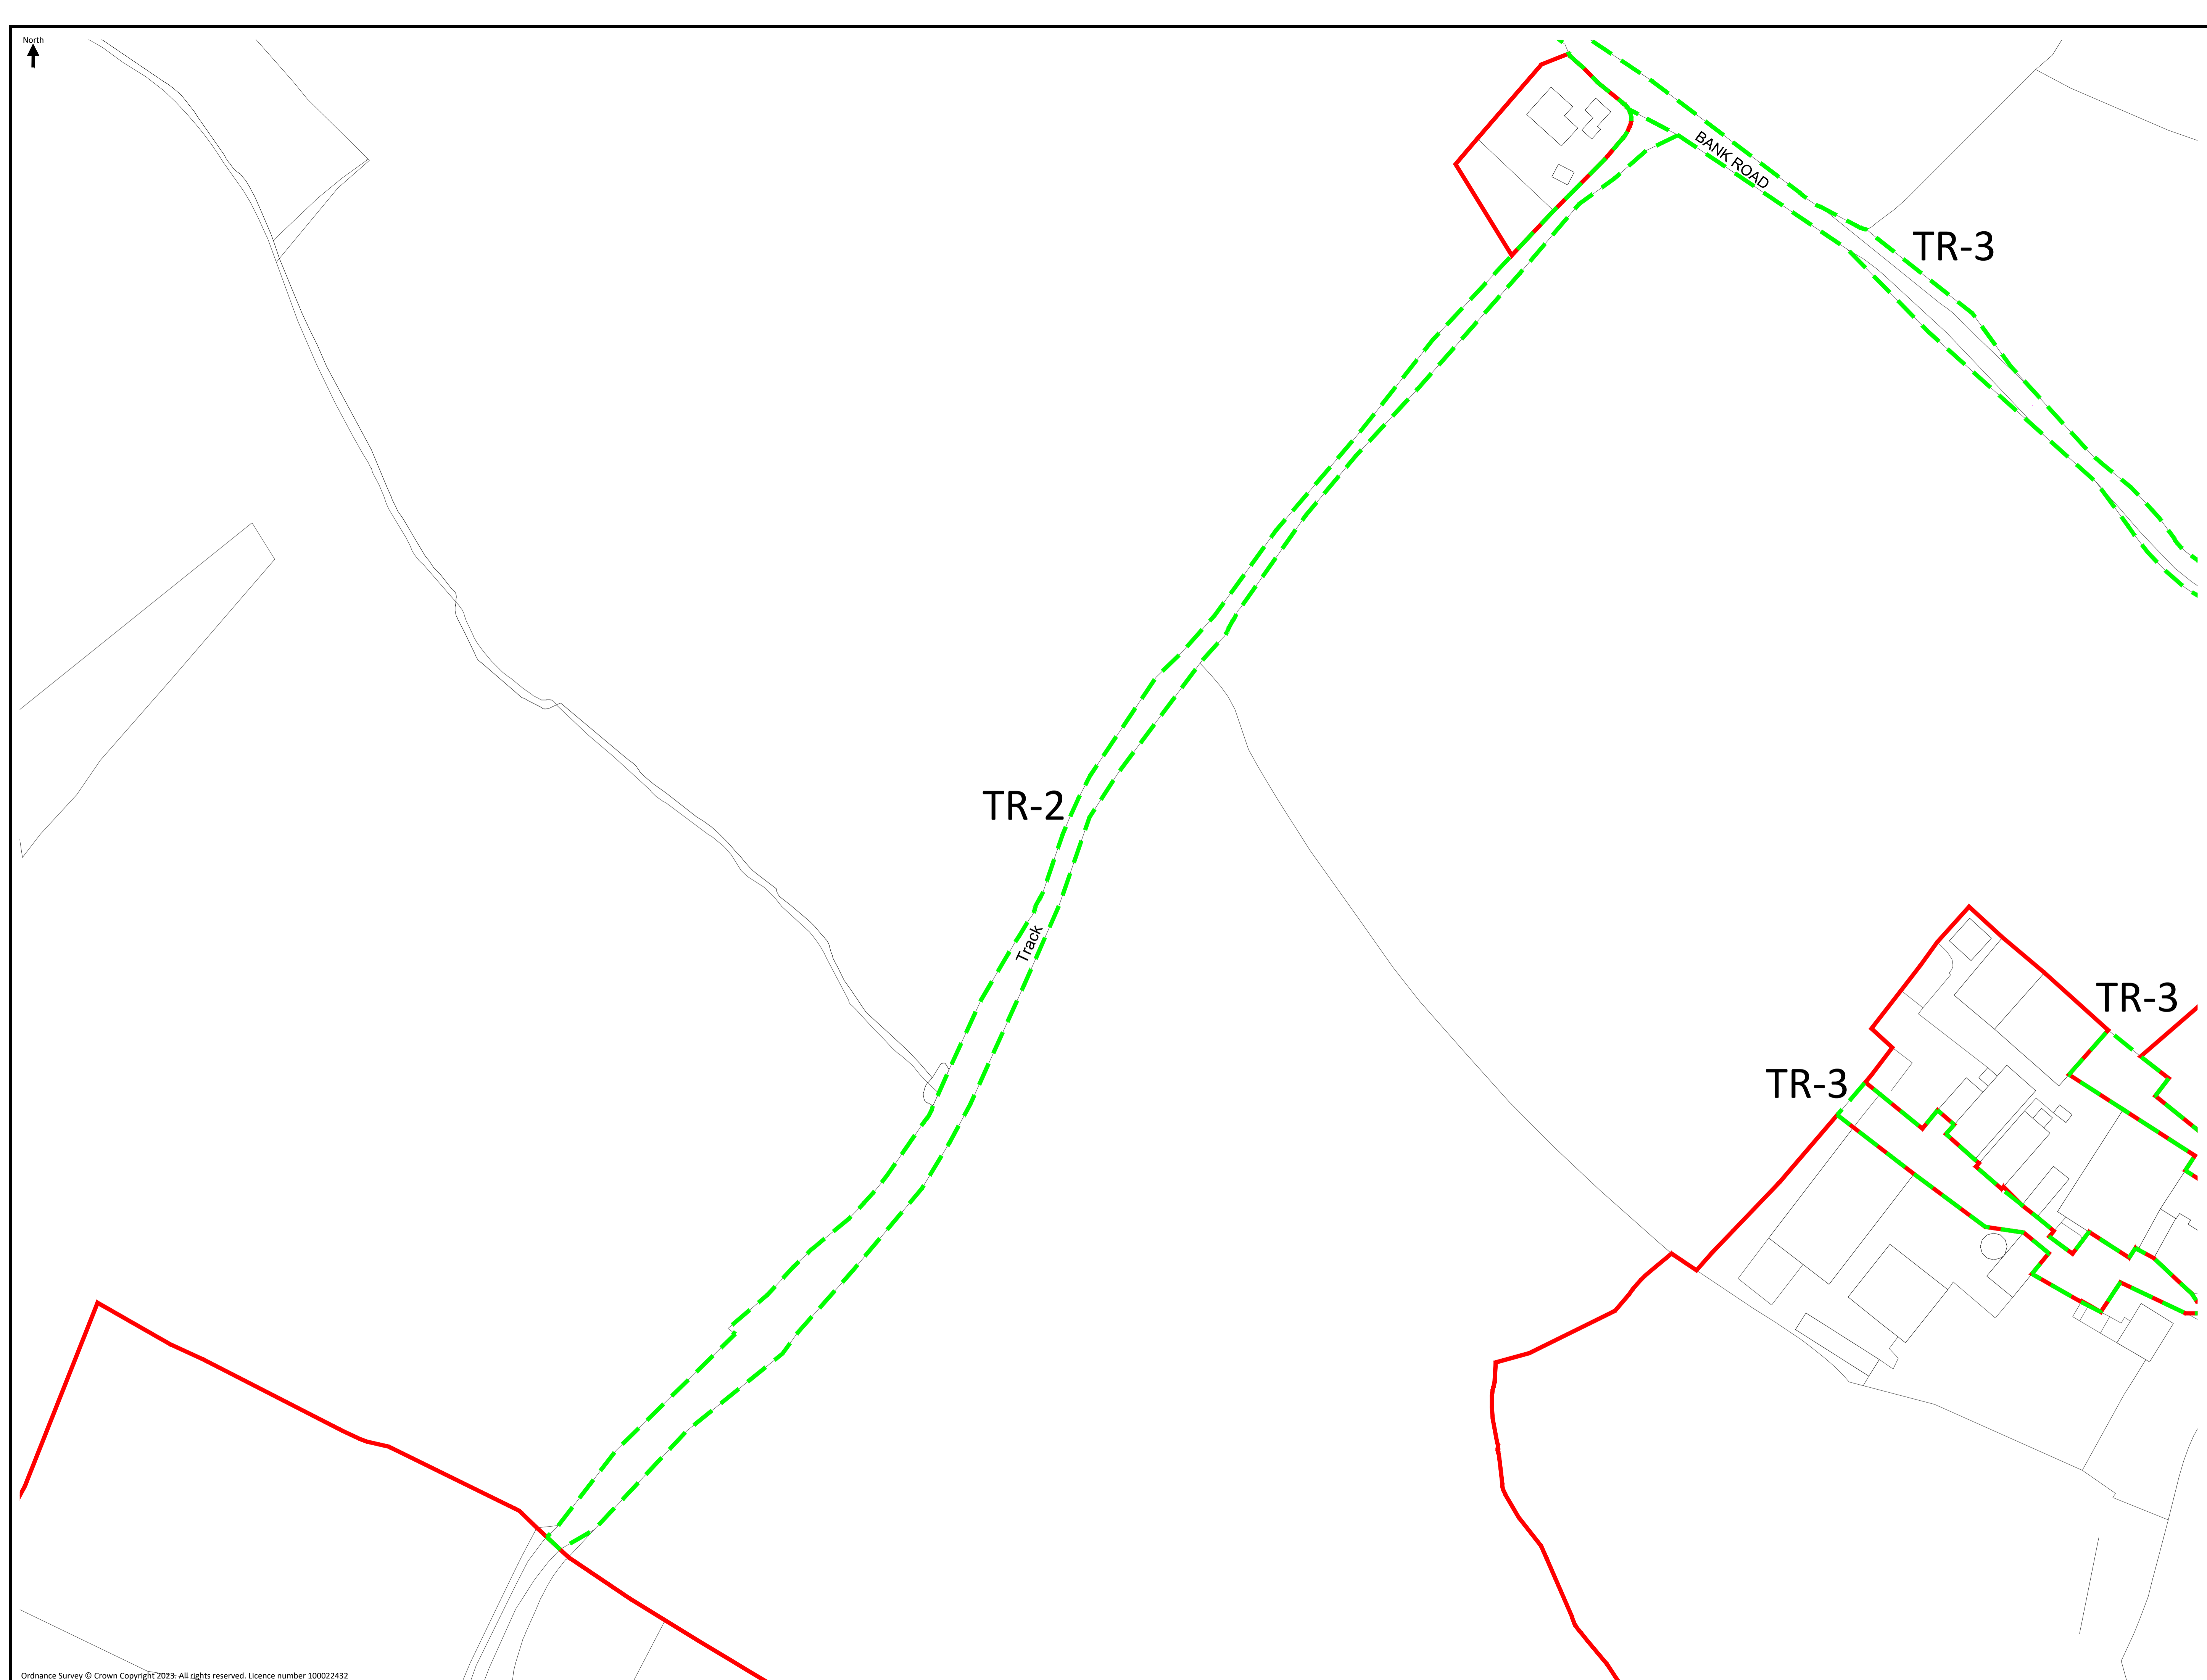 North
BANK ROAD
TR-3
TR-2
Track
TR-3
TR-3
Ordnance Survey © Crown Copyright 2023. All rights reserved. Licence number 100022432